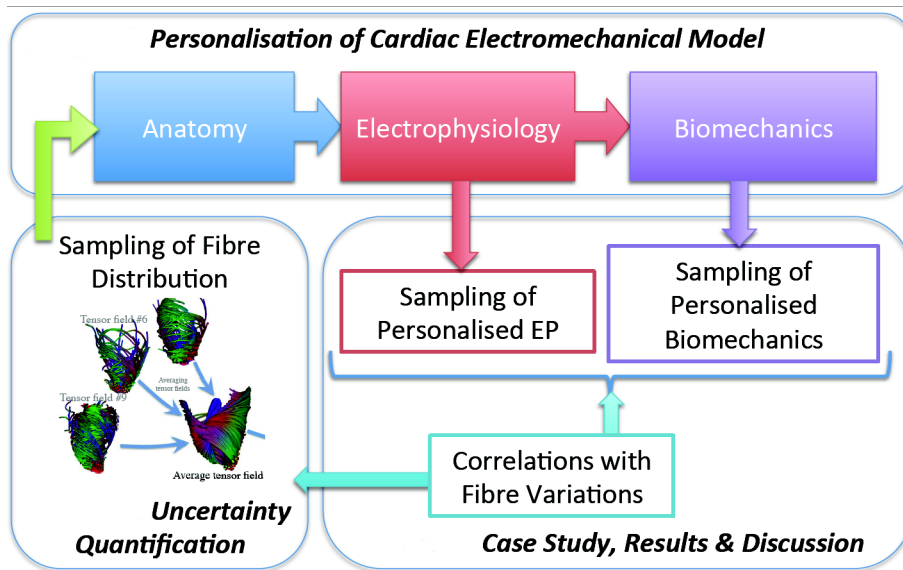 Personalisation of Cardiac Electromechanical Model
Anatomy
Electrophysiology
Biomechanics
Sampling of Fibre
Distribution
Tensor field #6
Averaging
tensor fields
Tensor field #9
Average tensor field
Uncertainty
Quantification
Sampling of
Personalised EP
Sampling of
Personalised
Biomechanics
Correlations with
Fibre Variations
Case Study, Results & Discussion